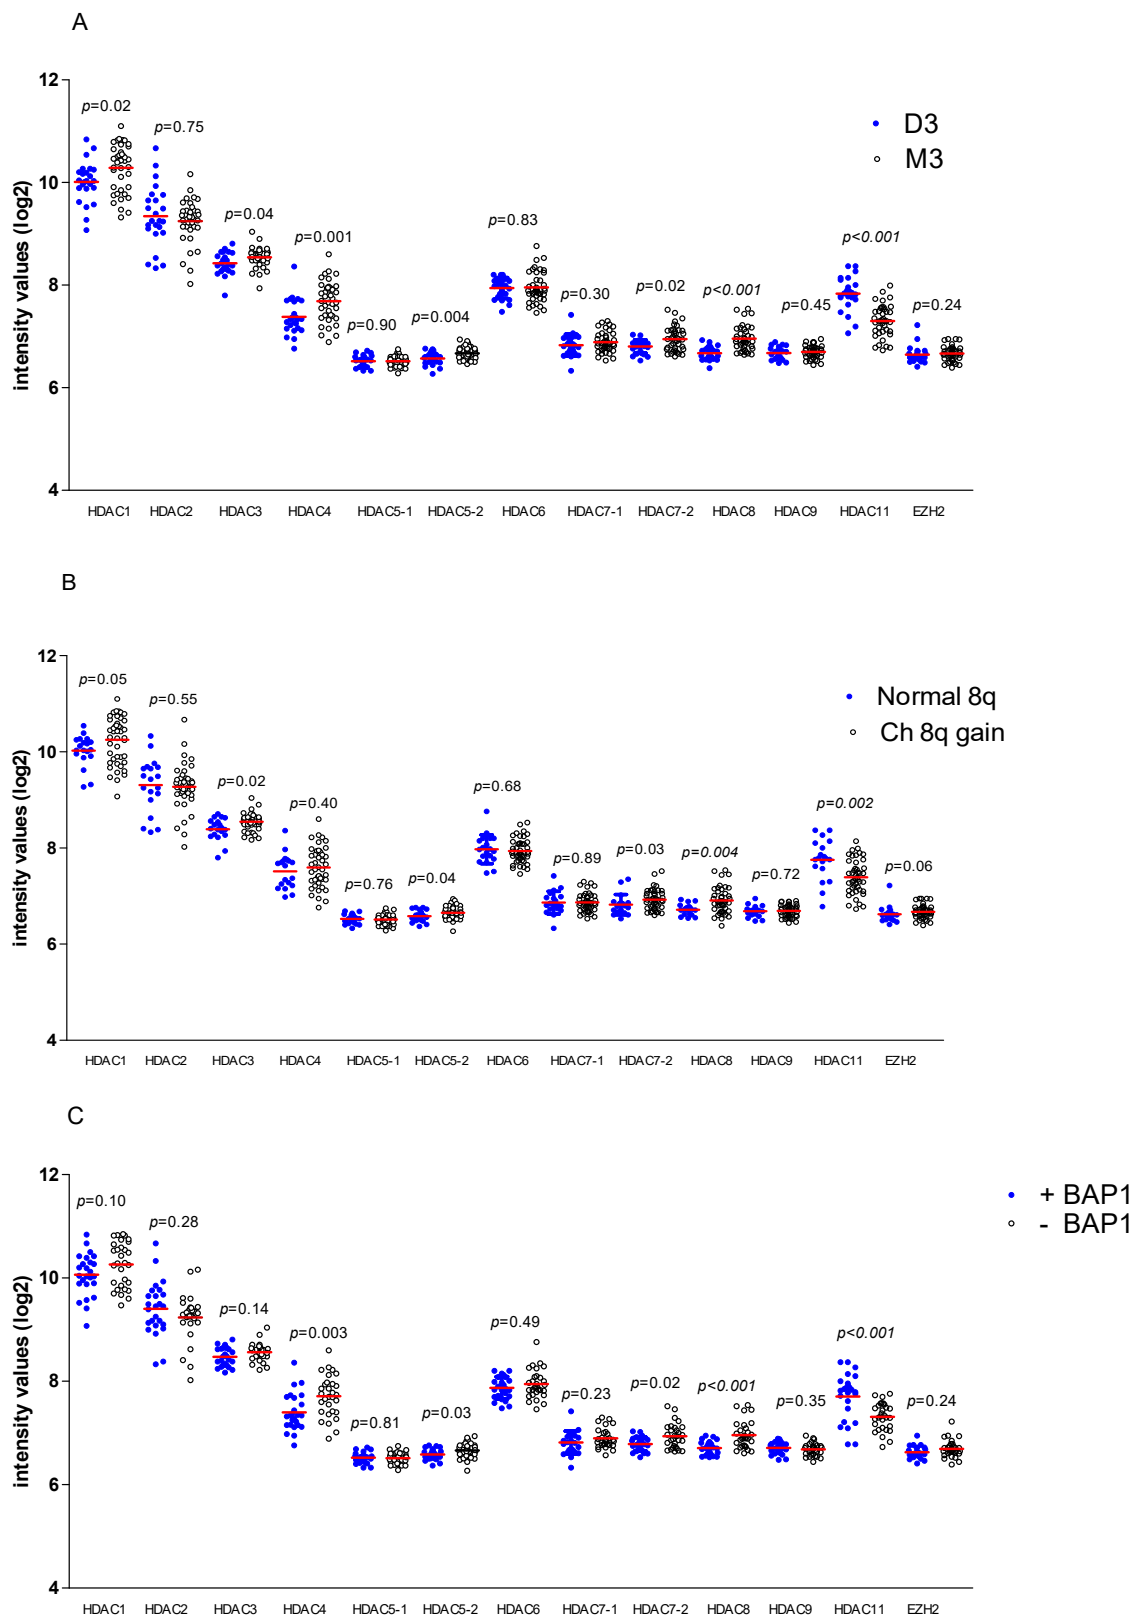 A
12
10
8
6
4
intensity values (log2)
p=0.02
p=0.75
p=0.04
p=0.001
p=0.90
p=0.004
p=0.83
p=0.30
p=0.02
p<0.001
p=0.45
p<0.001
p=0.24
D3
M3
HDAC1 HDAC2 HDAC3 HDAC4 HDAC5-1 HDAC5-2 HDAC6 HDAC7-1 HDAC7-2 HDAC8 HDAC9 HDAC11 EZH2
B
12
10
8
6
4
intensity values (log2)
p=0.05
p=0.55
p=0.02
p=0.40
p=0.76
p=0.04
p=0.68
p=0.89
p=0.03
p=0.004
p=0.72
p=0.002
p=0.06
Normal 8q
Ch 8q gain
HDAC1 HDAC2 HDAC3 HDAC4 HDAC5-1 HDAC5-2 HDAC6 HDAC7-1 HDAC7-2 HDAC8 HDAC9 HDAC11 EZH2
C
12
10
8
6
4
intensity values (log2)
p=0.10
p=0.28
p=0.14
p=0.003
p=0.81
p=0.03
p=0.49
p=0.23
p=0.02
p<0.001
p=0.35
p<0.001
p=0.24
+ BAP1
- BAP1
HDAC1 HDAC2 HDAC3 HDAC4 HDAC5-1 HDAC5-2 HDAC6 HDAC7-1 HDAC7-2 HDAC8 HDAC9 HDAC11 EZH2